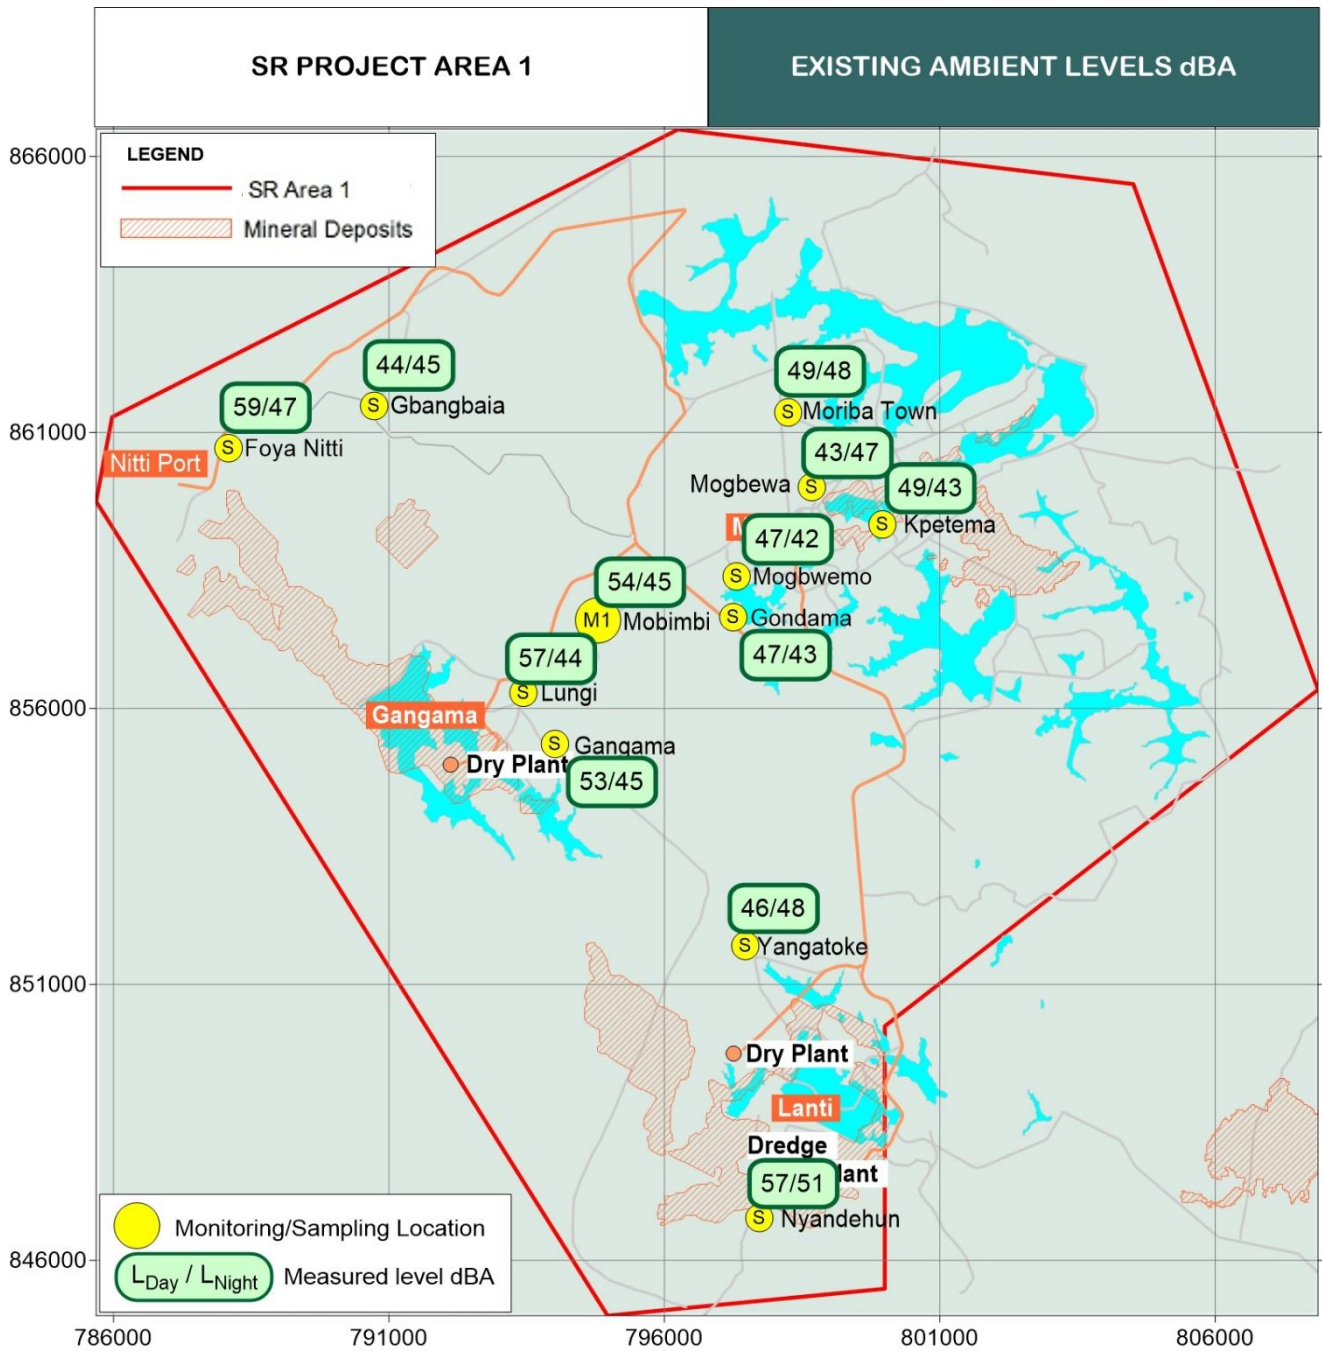 SR PROJECT AREA 1
EXISTING AMBIENT LEVELS dBA
LEGEND
SR Area 1
Mineral Deposits
866000
861000
856000
851000
846000
44/45
Gbangbaia
59/47
Foya Nitti
Nitti Port
49/48
Moriba Town
43/47
Mogbewa
49/43
Kpetema
M
47/42
Mogbwemo
54/45
M1
Mobimbi
Gondama
47/43
57/44
Lungi
Gangama
Gangama
Dry Plant
53/45
46/48
Yangatoke
Dry Plant
Lanti
Dredge
lant
57/51
Nyandehun
S
S
S
S
S
S
S
S
S
S
S
Monitoring/Sampling Location
LDay / LNight
Measured level dBA
786000
791000
796000
801000
806000